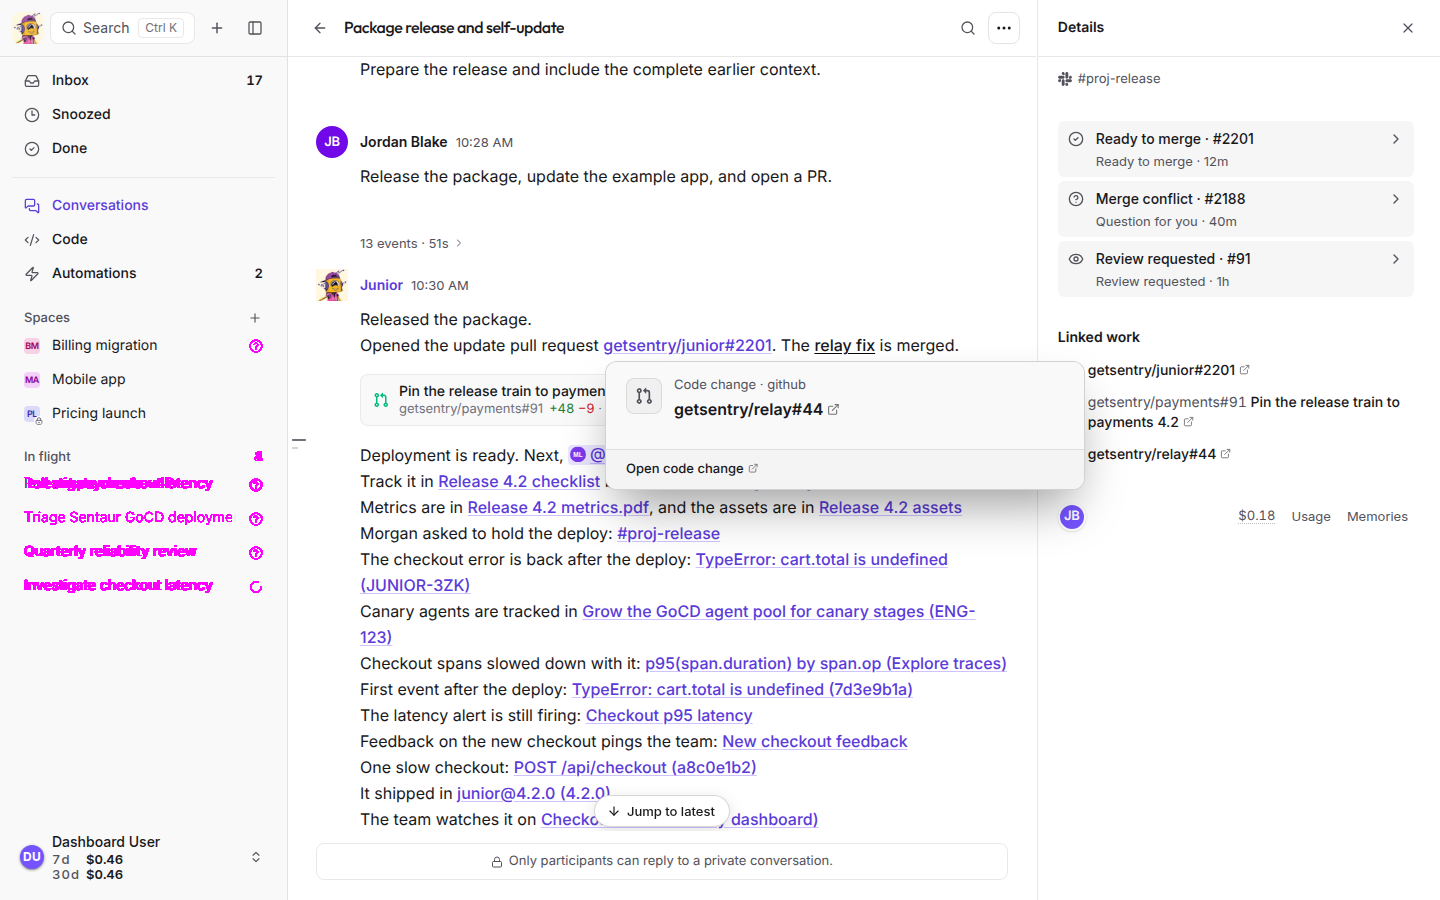 Search Ctrl K
Inbox 17
Snoozed
Done
Conversations
Code
Automations 2
Spaces
BM Billing migration
MA Mobile app
PL Pricing launch
In flight
Triage Sentaur GoCD deployme
Quarterly reliability review
Investigate checkout latency
DU Dashboard User
7d $0.46
30d $0.46
Package release and self-update
Prepare the release and include the complete earlier context.
JB Jordan Blake 10:28 AM
Release the package, update the example app, and open a PR.
13 events · 51s
Junior 10:30 AM
Released the package.
Opened the update pull request getsentry/junior#2201. The relay fix is merged.
Pin the release train to paymen
getsentry/payments#91 +48 −9 ·
Code change · github
getsentry/relay#44
Open code change
Deployment is ready. Next, ML @
Track it in Release 4.2 checklist
Metrics are in Release 4.2 metrics.pdf, and the assets are in Release 4.2 assets
Morgan asked to hold the deploy: #proj-release
The checkout error is back after the deploy: TypeError: cart.total is undefined
(JUNIOR-3ZK)
Canary agents are tracked in Grow the GoCD agent pool for canary stages (ENG-
123)
Checkout spans slowed down with it: p95(span.duration) by span.op (Explore traces)
First event after the deploy: TypeError: cart.total is undefined (7d3e9b1a)
The latency alert is still firing: Checkout p95 latency
Feedback on the new checkout pings the team: New checkout feedback
One slow checkout: POST /api/checkout (a8c0e1b2)
It shipped in junior@4.2.0 (4.2.0)
The team watches it on Checko dashboard)
Jump to latest
Only participants can reply to a private conversation.
Details
#proj-release
Ready to merge · #2201
Ready to merge · 12m
Merge conflict · #2188
Question for you · 40m
Review requested · #91
Review requested · 1h
Linked work
getsentry/junior#2201
getsentry/payments#91 Pin the release train to
payments 4.2
getsentry/relay#44
JB $0.18 Usage Memories